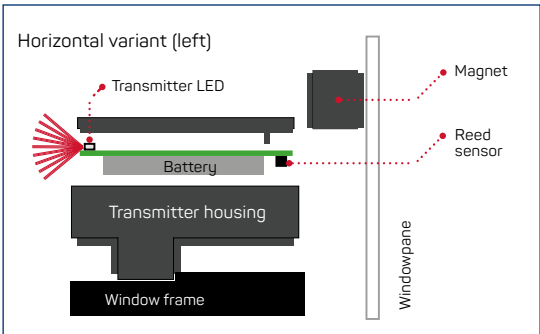 Horizontal variant (left)
Transmitter LED
Magnet
Reed
sensor
Battery
Transmitter housing
Window frame
Windowpane